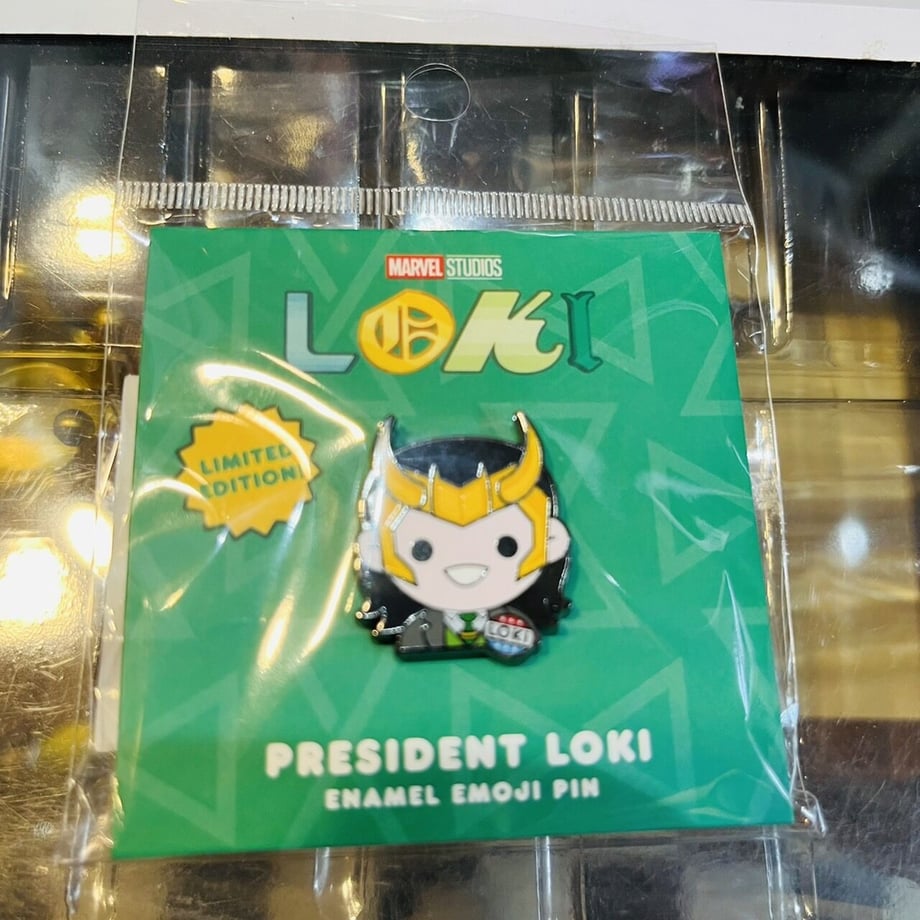 MARVEL STUDIOS
LOKI
LIMITED
EDITION!
LOKI
PRESIDENT LOKI
ENAMEL EMOJI PIN